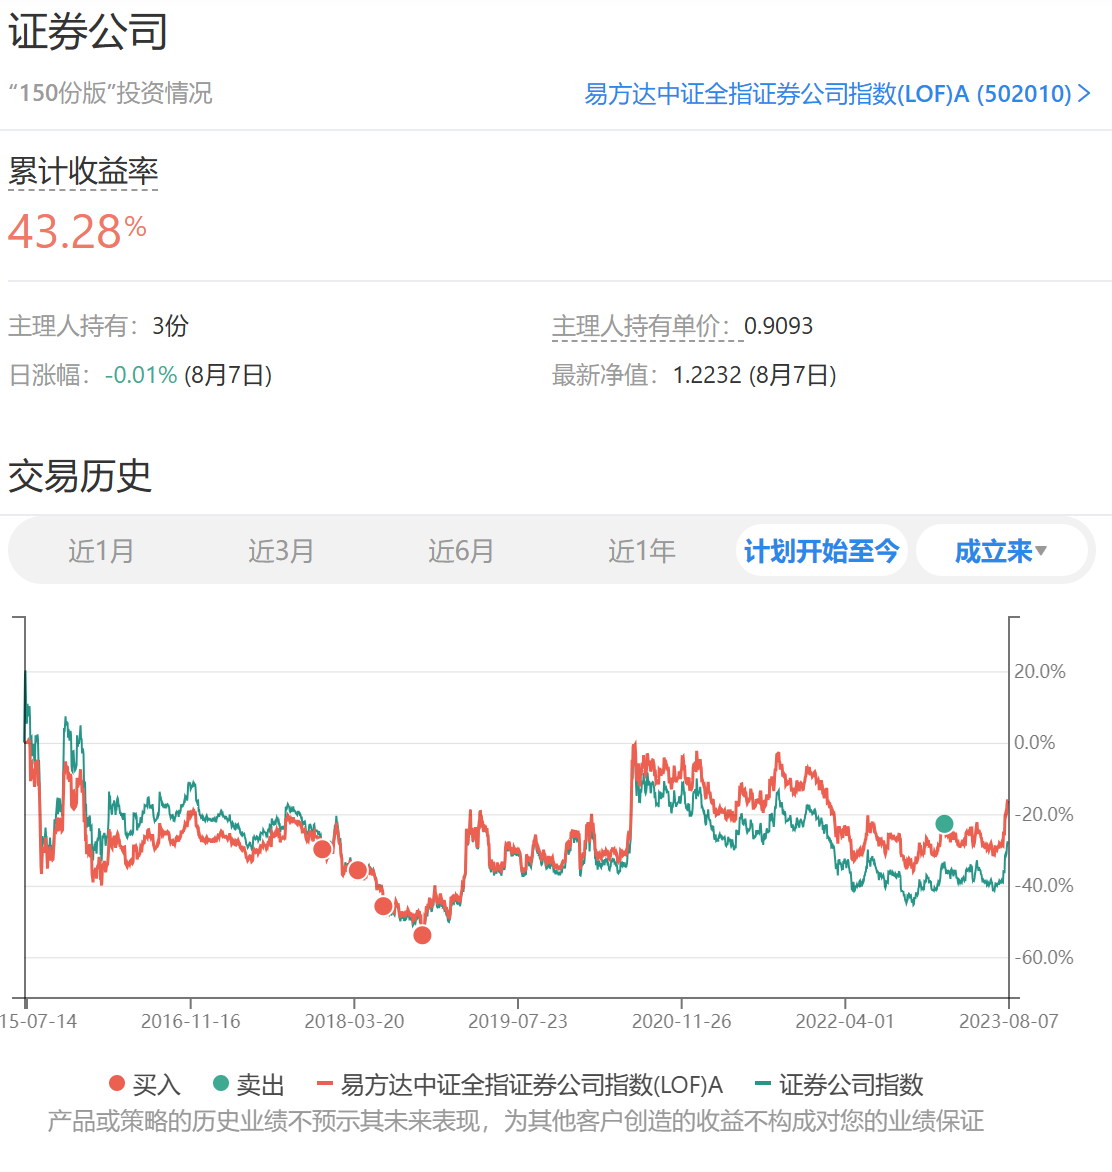 证券公司
“150份版”投资情况 易方达中证全指证券公司指数(LOF)A (502010)
累计收益率
43.28%
主理人持有：3份 主理人持有单价：0.9093
日涨幅：-0.01% (8月7日) 最新净值：1.2232 (8月7日)
交易历史
近1月 近3月 近6月 近1年 计划开始至今 成立来▾
20.0%
0.0%
-20.0%
-40.0%
-60.0%
15-07-14 2016-11-16 2018-03-20 2019-07-23 2020-11-26 2022-04-01 2023-08-07
买入 卖出 易方达中证全指证券公司指数(LOF)A 证券公司指数
产品或策略的历史业绩不预示其未来表现，为其他客户创造的收益不构成对您的业绩保证